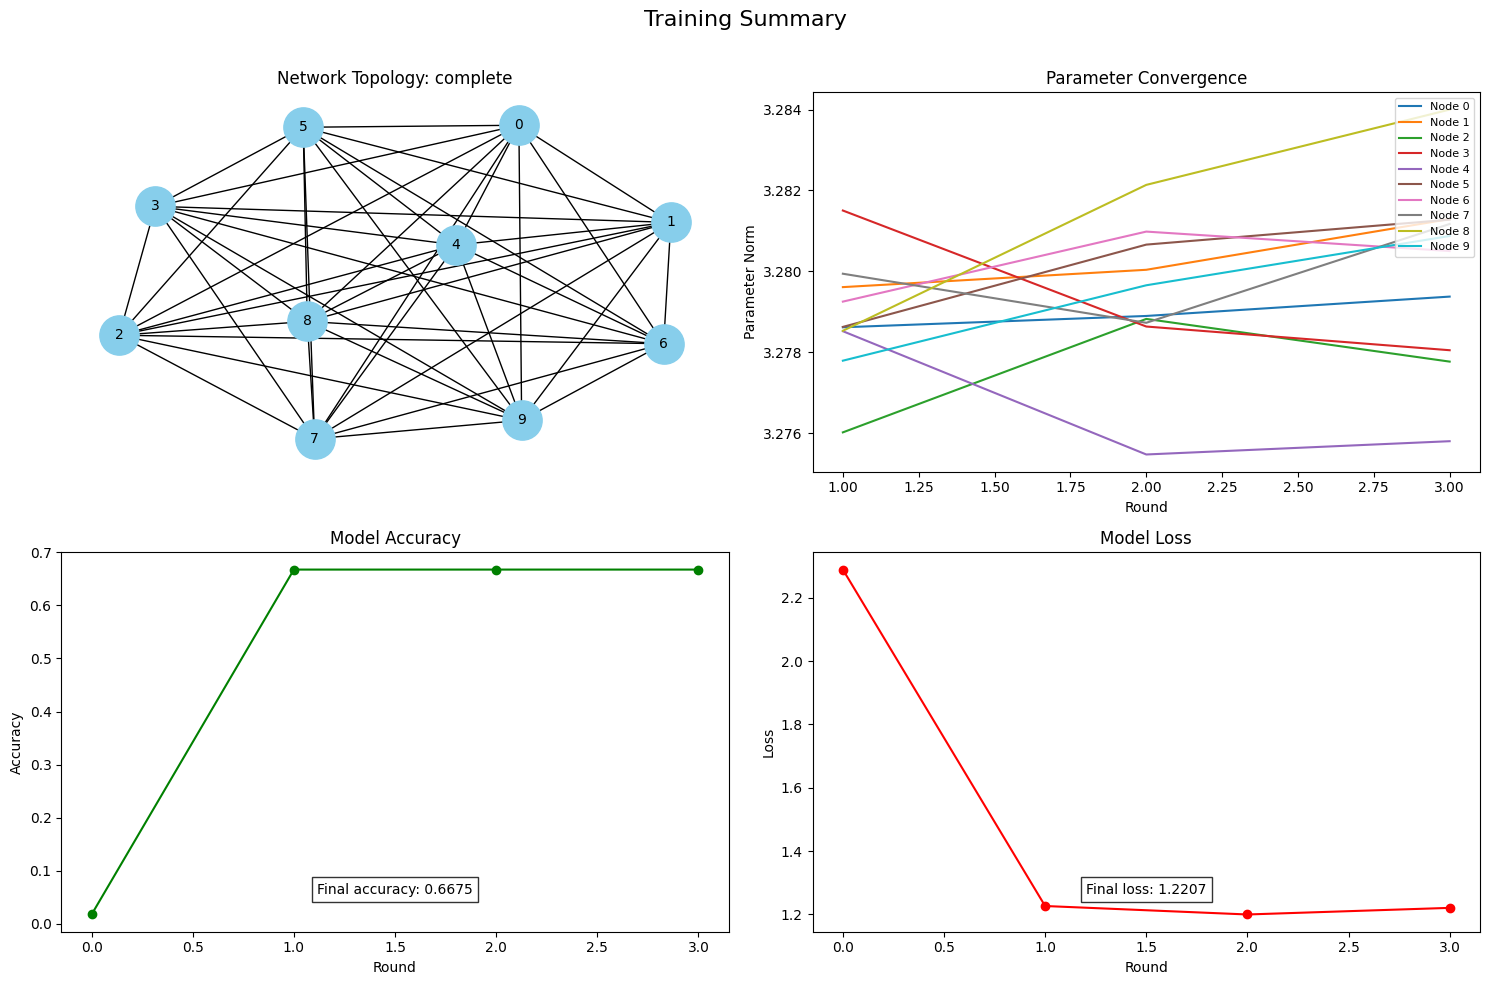 Training Summary
Network Topology: complete
5
0
3
1
4
8
2
6
9
7
Parameter Convergence
3.284
3.282
3.280
3.278
3.276
Parameter Norm
Node 0
Node 1
Node 2
Node 3
Node 4
Node 5
Node 6
Node 7
Node 8
Node 9
1.00 1.25 1.50 1.75 2.00 2.25 2.50 2.75 3.00
Round
Model Accuracy
0.7
0.6
0.5
0.4
0.3
0.2
0.1
0.0
Accuracy
Final accuracy: 0.6675
0.0 0.5 1.0 1.5 2.0 2.5 3.0
Round
Model Loss
2.2
2.0
1.8
1.6
1.4
1.2
Loss
Final loss: 1.2207
0.0 0.5 1.0 1.5 2.0 2.5 3.0
Round